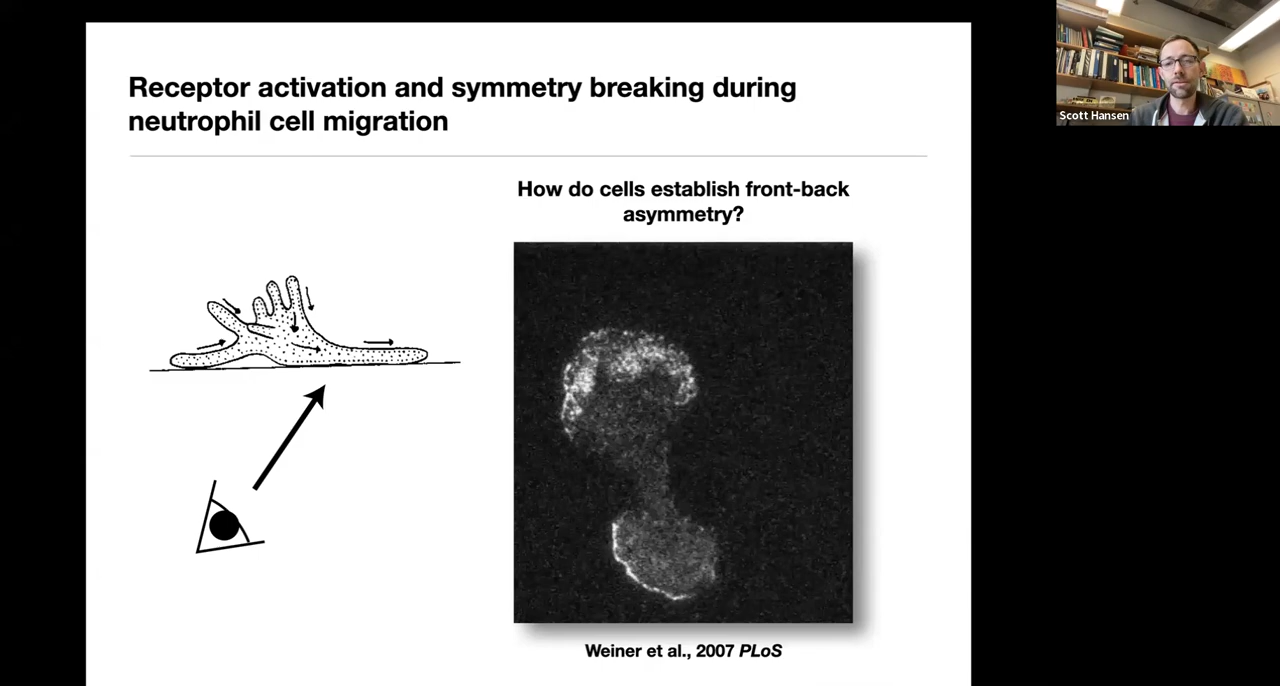 Receptor activation and symmetry breaking during
neutrophil cell migration
How do cells establish front-back
asymmetry?
Weiner et al., 2007 PLoS
Scott Hansen